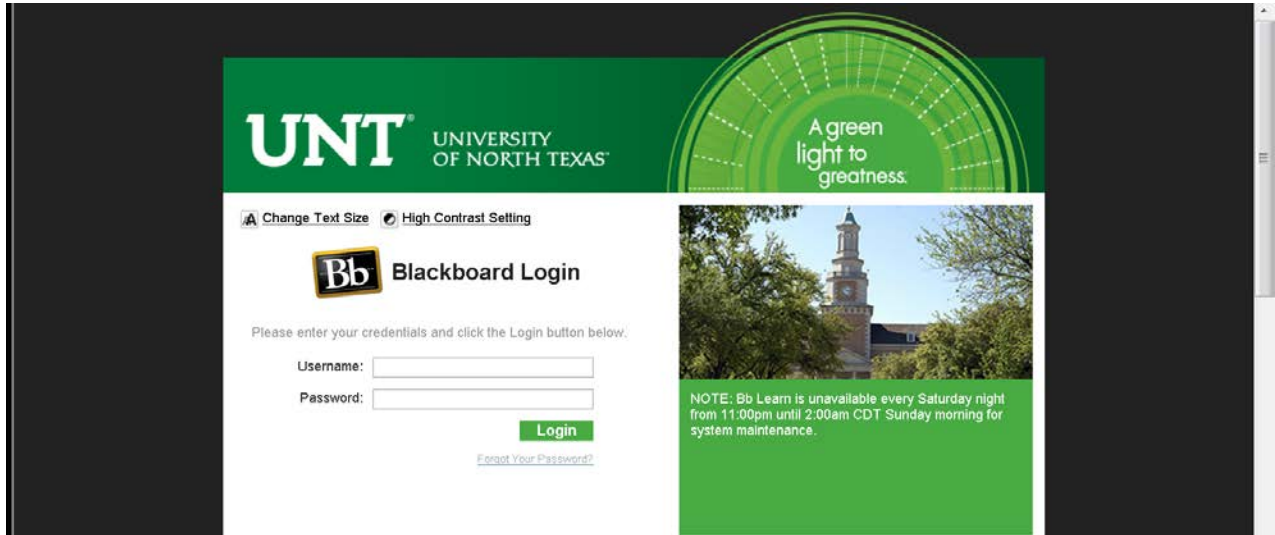 UNT® UNIVERSITY
OF NORTH TEXAS™
A green
light to
greatness.
Change Text Size High Contrast Setting
Bb Blackboard Login
Please enter your credentials and click the Login button below.
Username:
Password:
Login
Forgot Your Password?
NOTE: Bb Learn is unavailable every Saturday night
from 11:00pm until 2:00am CDT Sunday morning for
system maintenance.